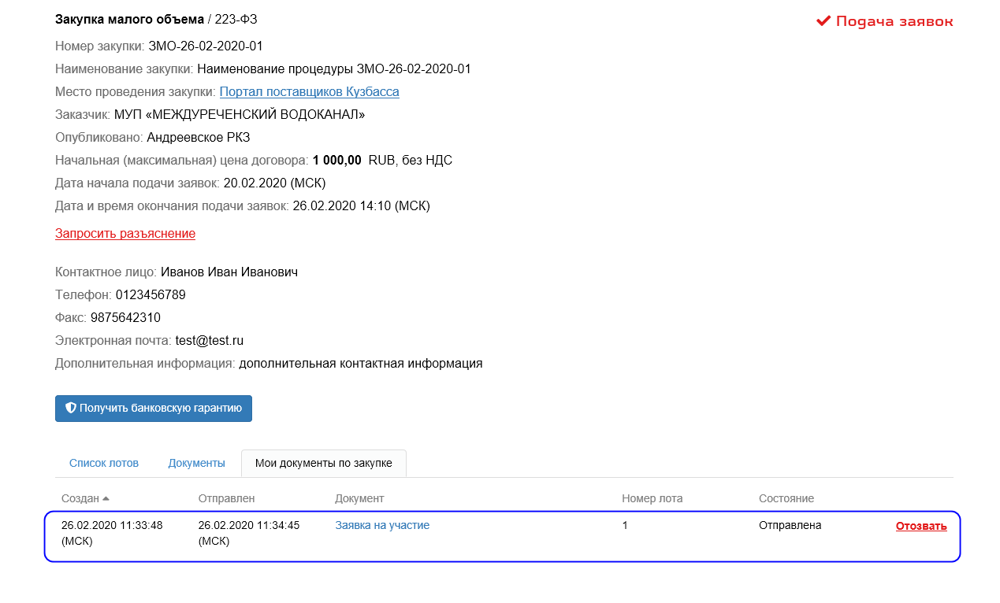 Закупка малого объема / 223-ФЗ
Подача заявок
Номер закупки: ЗМО-26-02-2020-01
Наименование закупки: Наименование процедуры ЗМО-26-02-2020-01
Место проведения закупки: Портал поставщиков Кузбасса
Заказчик: МУП «МЕЖДУРЕЧЕНСКИЙ ВОДОКАНАЛ»
Опубликовано: Андреевское РКЗ
Начальная (максимальная) цена договора: 1 000,00 RUB, без НДС
Дата начала подачи заявок: 20.02.2020 (МСК)
Дата и время окончания подачи заявок: 26.02.2020 14:10 (МСК)
Запросить разъяснение
Контактное лицо: Иванов Иван Иванович
Телефон: 0123456789
Факс: 9875642310
Электронная почта: test@test.ru
Дополнительная информация: дополнительная контактная информация
Получить банковскую гарантию
Список лотов Документы Мои документы по закупке
Создан Отправлен Документ Номер лота Состояние
26.02.2020 11:33:48 26.02.2020 11:34:45 Заявка на участие 1 Отправлена Отозвать
(МСК) (МСК)